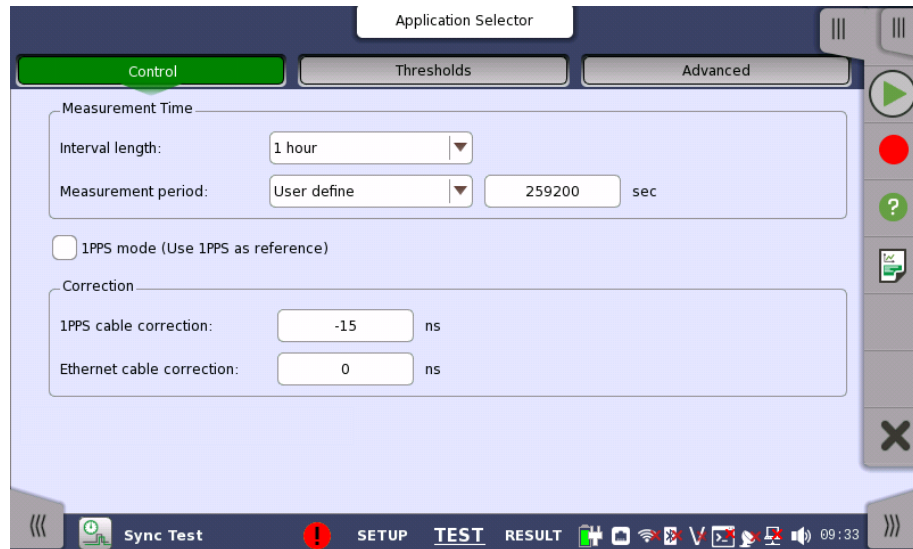 Application Selector
Control
Thresholds
Advanced
Measurement Time
Interval length: 1 hour
Measurement period: User define 259200 sec
1PPS mode (Use 1PPS as reference)
Correction
1PPS cable correction: -15 ns
Ethernet cable correction: 0 ns
Sync Test ! SETUP TEST RESULT 09:33